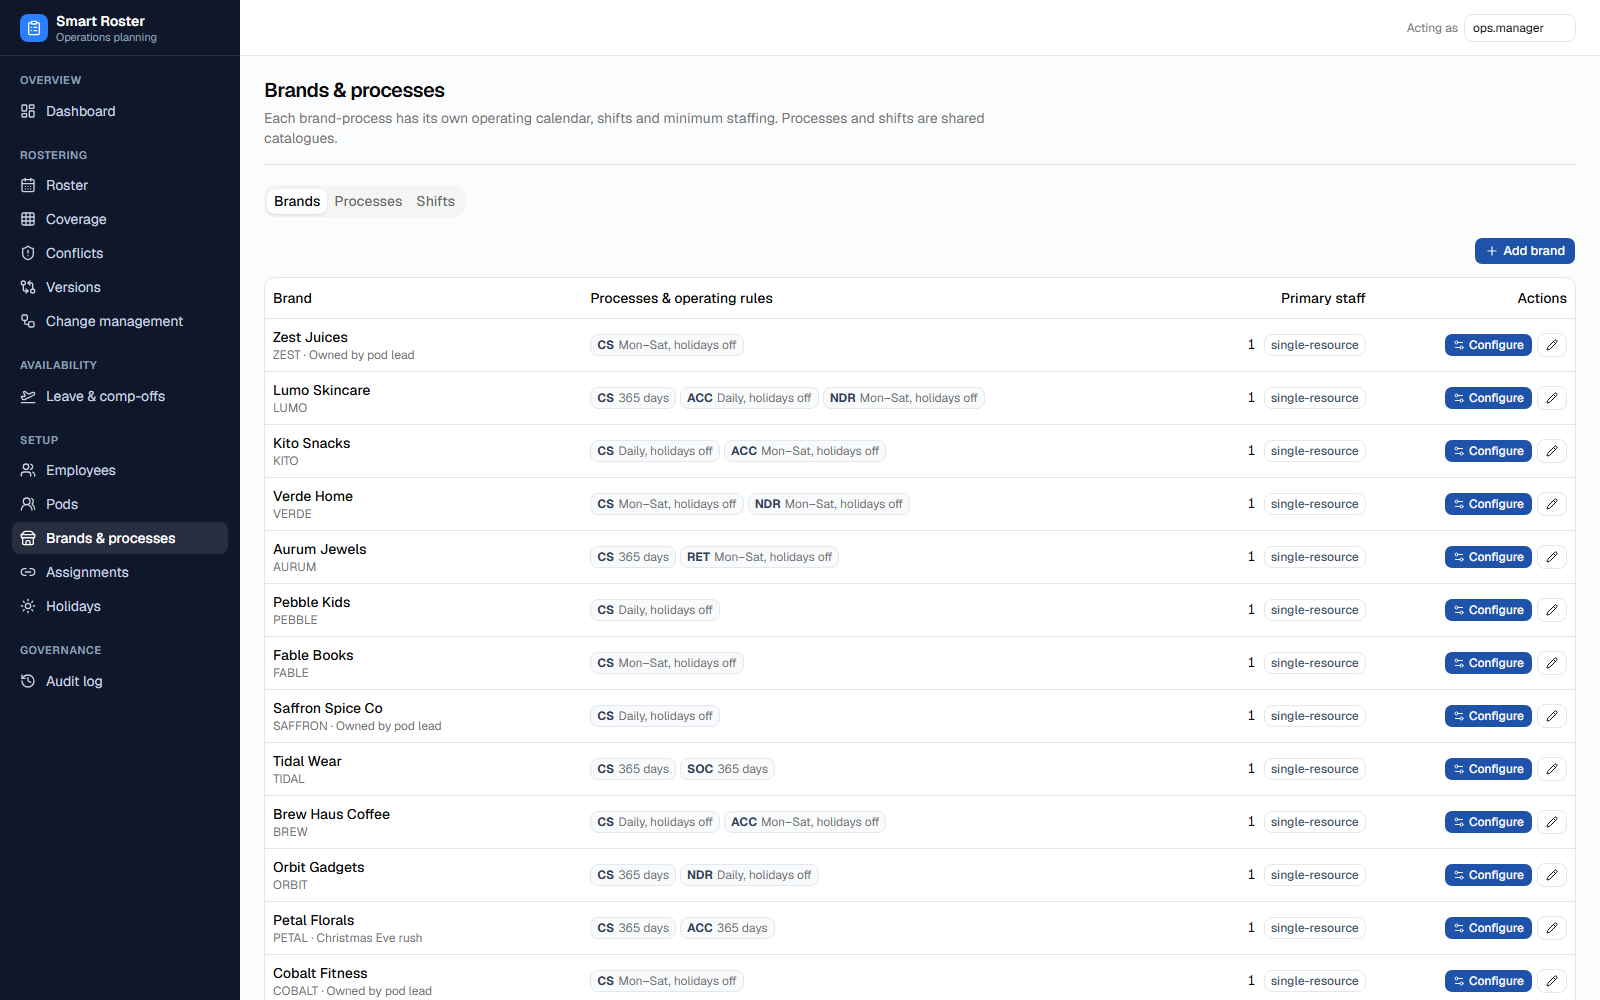 Smart Roster
Operations planning
Acting as ops.manager
OVERVIEW
Dashboard
ROSTERING
Roster
Coverage
Conflicts
Versions
Change management
AVAILABILITY
Leave & comp-offs
SETUP
Employees
Pods
Brands & processes
Assignments
Holidays
GOVERNANCE
Audit log
Brands & processes
Each brand-process has its own operating calendar, shifts and minimum staffing. Processes and shifts are shared
catalogues.
Brands Processes Shifts
+ Add brand
Brand Processes & operating rules Primary staff Actions
Zest Juices
ZEST · Owned by pod lead
CS Mon–Sat, holidays off 1 single-resource Configure
Lumo Skincare
LUMO
CS 365 days ACC Daily, holidays off NDR Mon–Sat, holidays off 1 single-resource Configure
Kito Snacks
KITO
CS Daily, holidays off ACC Mon–Sat, holidays off 1 single-resource Configure
Verde Home
VERDE
CS Mon–Sat, holidays off NDR Mon–Sat, holidays off 1 single-resource Configure
Aurum Jewels
AURUM
CS 365 days RET Mon–Sat, holidays off 1 single-resource Configure
Pebble Kids
PEBBLE
CS Daily, holidays off 1 single-resource Configure
Fable Books
FABLE
CS Mon–Sat, holidays off 1 single-resource Configure
Saffron Spice Co
SAFFRON · Owned by pod lead
CS Daily, holidays off 1 single-resource Configure
Tidal Wear
TIDAL
CS 365 days SOC 365 days 1 single-resource Configure
Brew Haus Coffee
BREW
CS Daily, holidays off ACC Mon–Sat, holidays off 1 single-resource Configure
Orbit Gadgets
ORBIT
CS 365 days NDR Daily, holidays off 1 single-resource Configure
Petal Florals
PETAL · Christmas Eve rush
CS 365 days ACC 365 days 1 single-resource Configure
Cobalt Fitness
COBALT · Owned by pod lead
CS Mon–Sat, holidays off 1 single-resource Configure